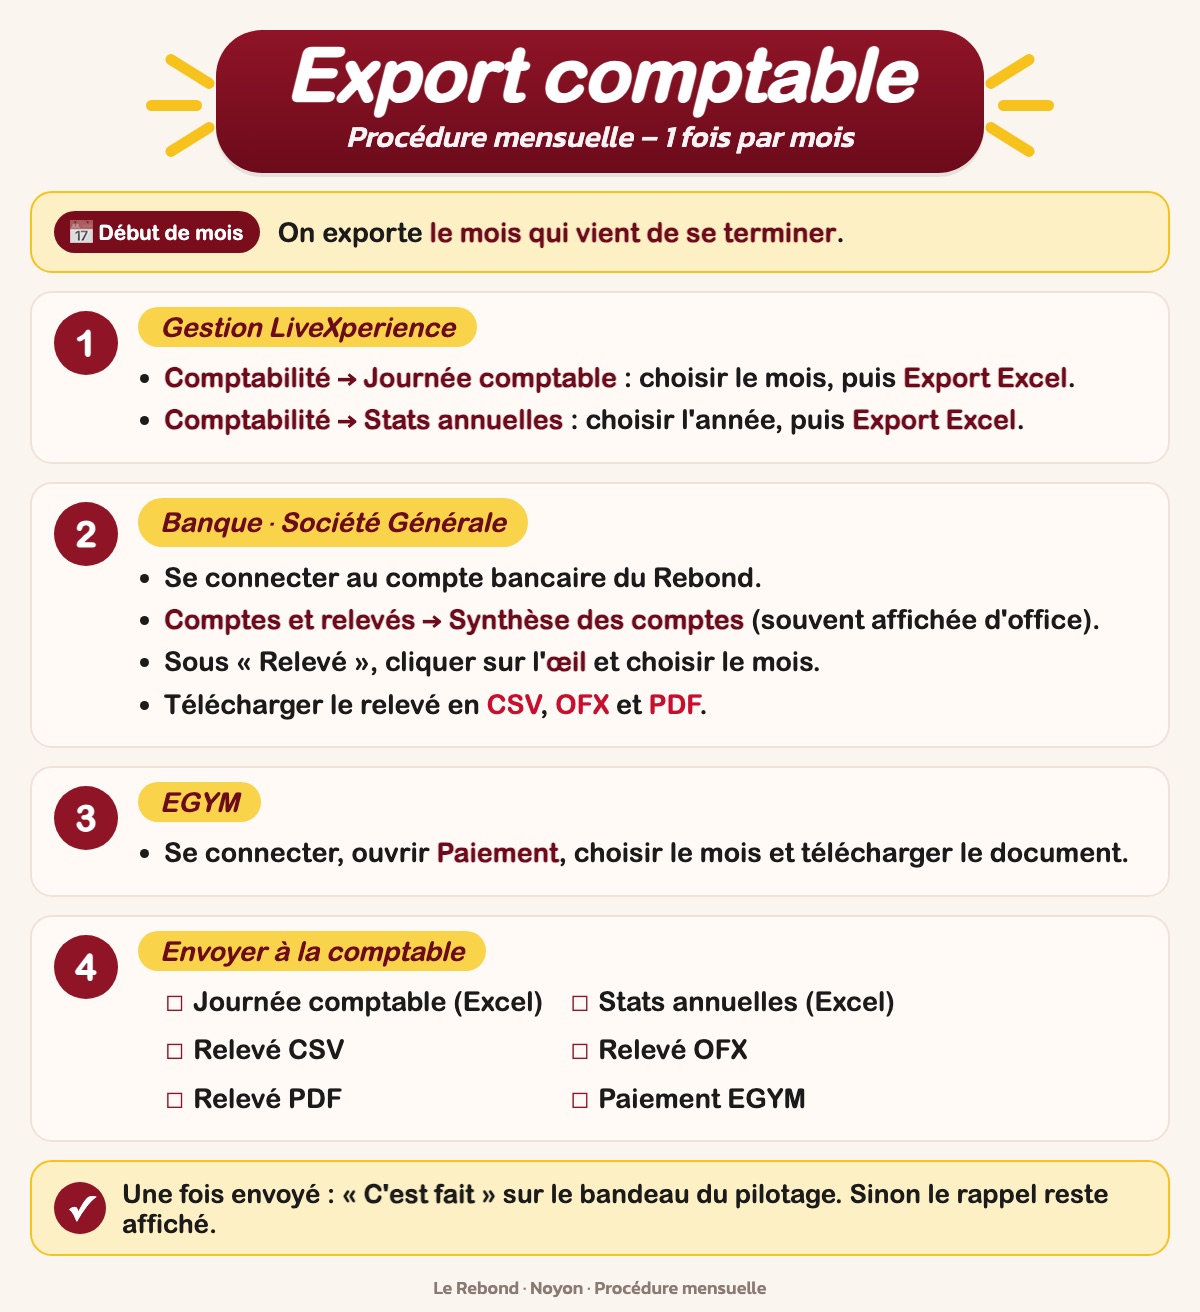 Export comptable
Procédure mensuelle – 1 fois par mois
17 Début de mois On exporte le mois qui vient de se terminer.
1 Gestion LiveXperience
• Comptabilité → Journée comptable : choisir le mois, puis Export Excel.
• Comptabilité → Stats annuelles : choisir l'année, puis Export Excel.
2 Banque · Société Générale
• Se connecter au compte bancaire du Rebond.
• Comptes et relevés → Synthèse des comptes (souvent affichée d'office).
• Sous « Relevé », cliquer sur l'œil et choisir le mois.
• Télécharger le relevé en CSV, OFX et PDF.
3 EGYM
• Se connecter, ouvrir Paiement, choisir le mois et télécharger le document.
4 Envoyer à la comptable
☐ Journée comptable (Excel) ☐ Stats annuelles (Excel)
☐ Relevé CSV ☐ Relevé OFX
☐ Relevé PDF ☐ Paiement EGYM
✓ Une fois envoyé : « C'est fait » sur le bandeau du pilotage. Sinon le rappel reste
affiché.
Le Rebond · Noyon · Procédure mensuelle